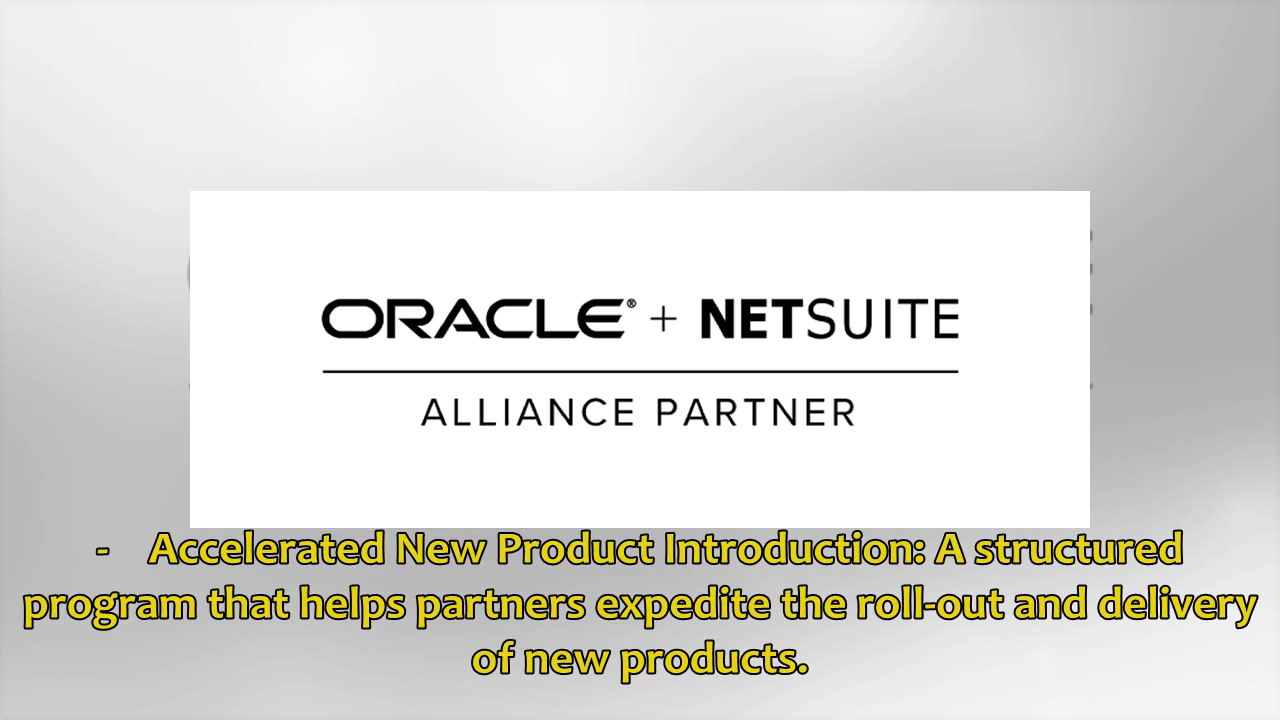 ORACLE® + NETSUITE
ALLIANCE PARTNER
- Accelerated New Product Introduction: A structured
program that helps partners expedite the roll-out and delivery
of new products.